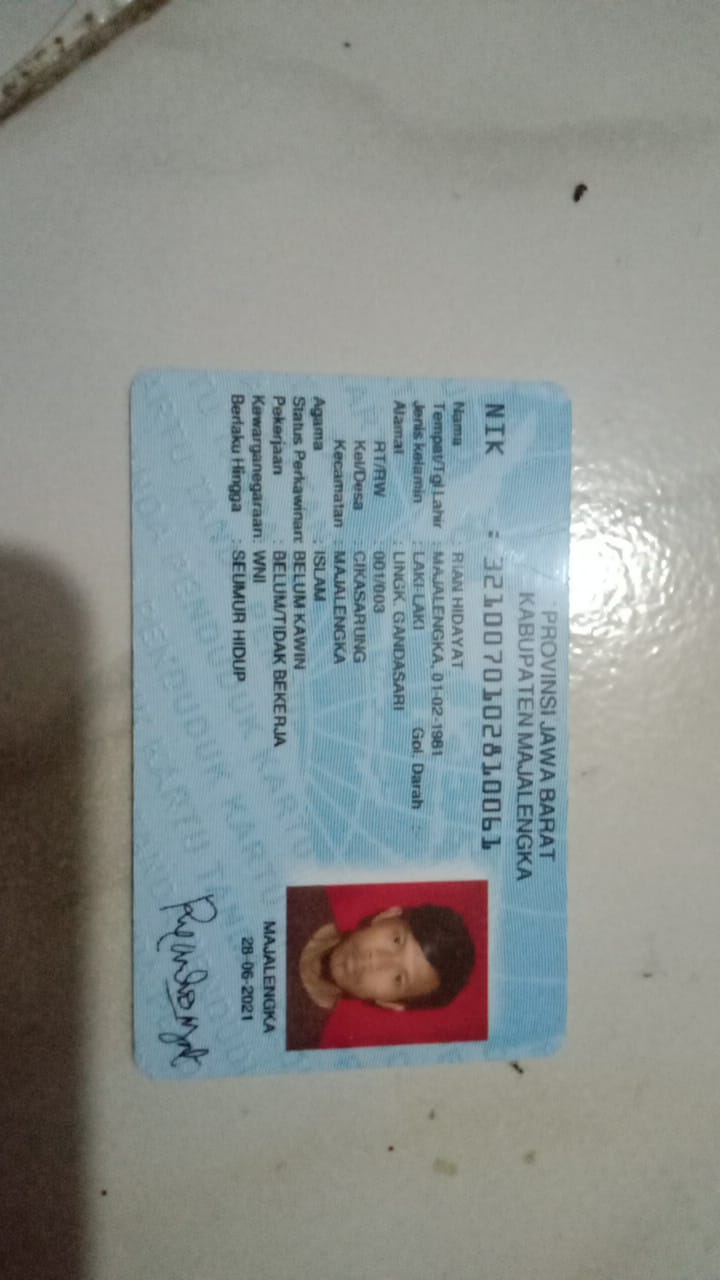 PROVINSI JAWA BARAT
KABUPATEN MAJALENGKA
NIK : 3210070102810061
Nama : RIAN HIDAYAT
Tempat/Tgl Lahir : MAJALENGKA, 01-02-1981
Jenis kelamin : LAKI-LAKI Gol. Darah :
Alamat : LINGK. GANDASARI
RT/RW : 001/003
Kel/Desa : CIKASARUNG
Kecamatan : MAJALENGKA
Agama : ISLAM
Status Perkawinan: BELUM KAWIN
Pekerjaan : BELUM/TIDAK BEKERJA
Kewarganegaraan: WNI
Berlaku Hingga : SEUMUR HIDUP
MAJALENGKA
28-06-2021